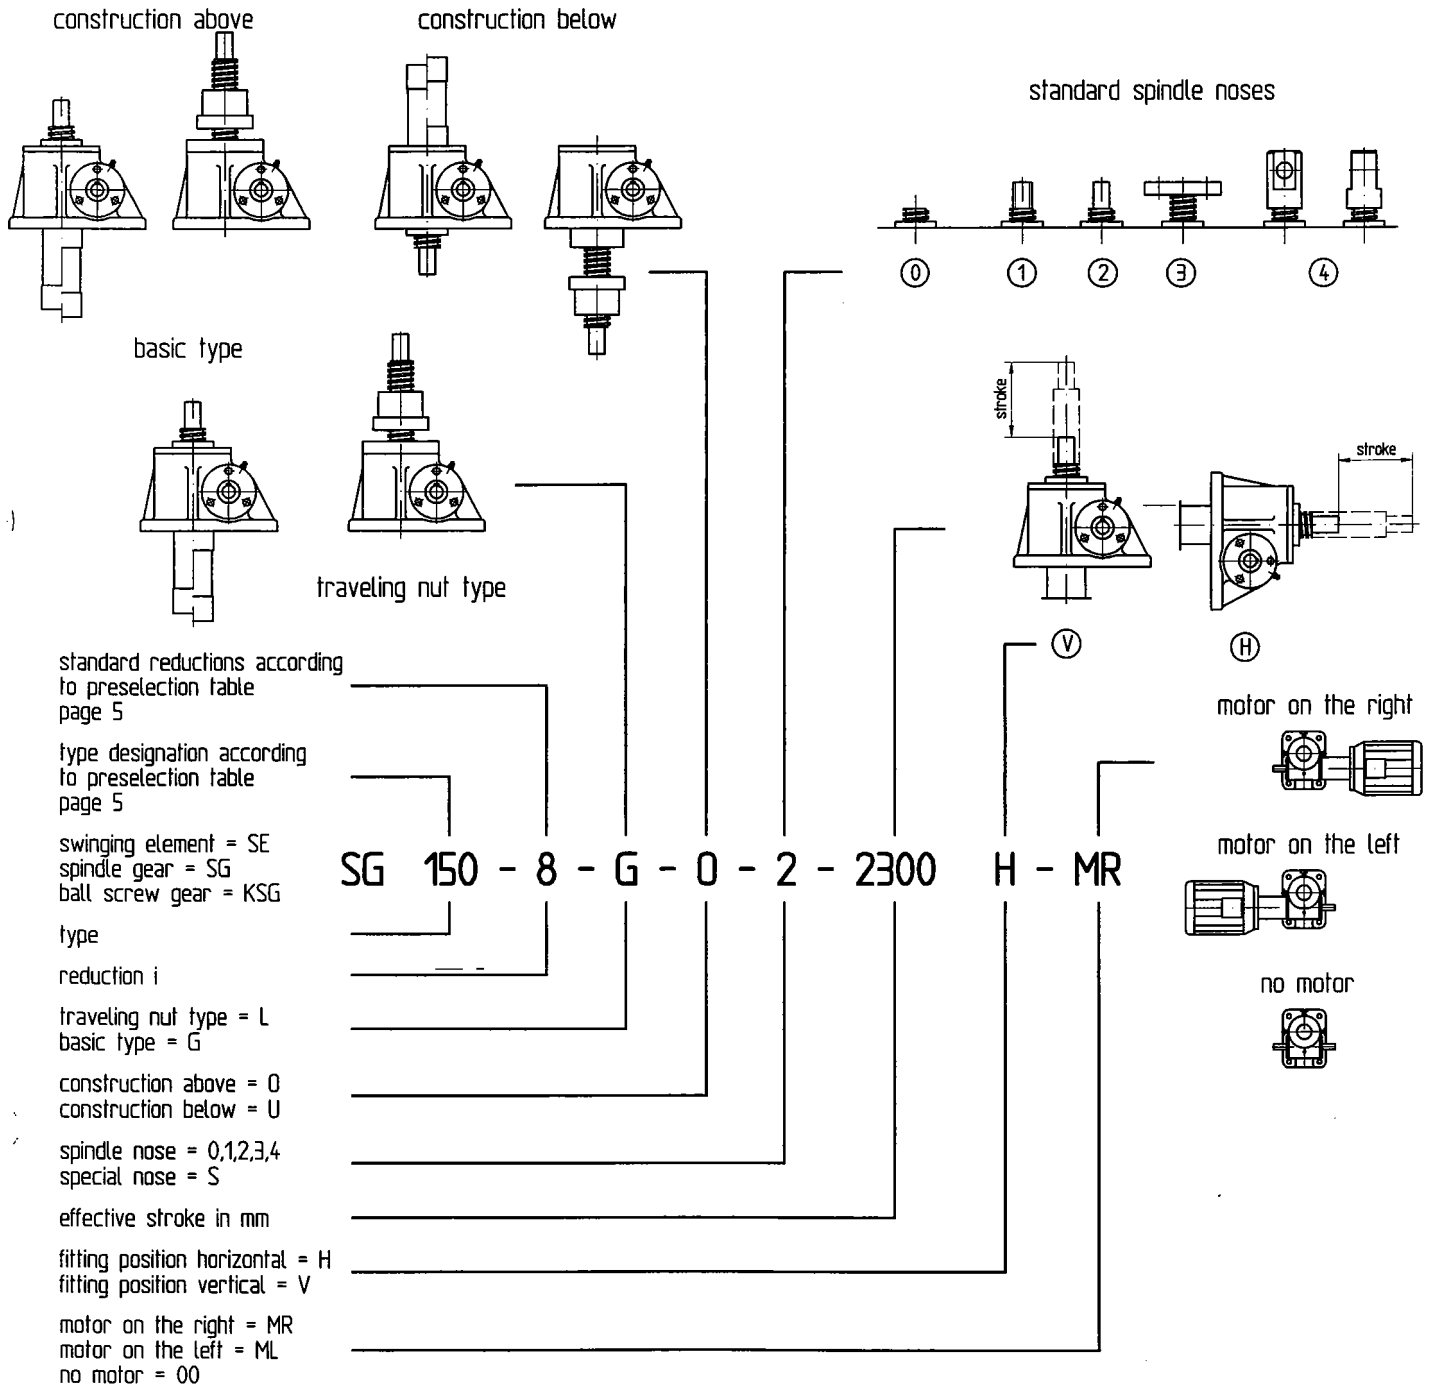 construction above
construction below
standard spindle noses
0 1 2 3 4
basic type
traveling nut type
stroke
stroke
V
H
standard reductions according
to preselection table
page 5
type designation according
to preselection table
page 5
swinging element = SE
spindle gear = SG
ball screw gear = KSG
SG 150 - 8 - G - 0 - 2 - 2300 H - MR
type
reduction i
traveling nut type = L
basic type = G
construction above = O
construction below = U
spindle nose = 0,1,2,3,4
special nose = S
effective stroke in mm
fitting position horizontal = H
fitting position vertical = V
motor on the right = MR
motor on the left = ML
no motor = 00
motor on the right
motor on the left
no motor